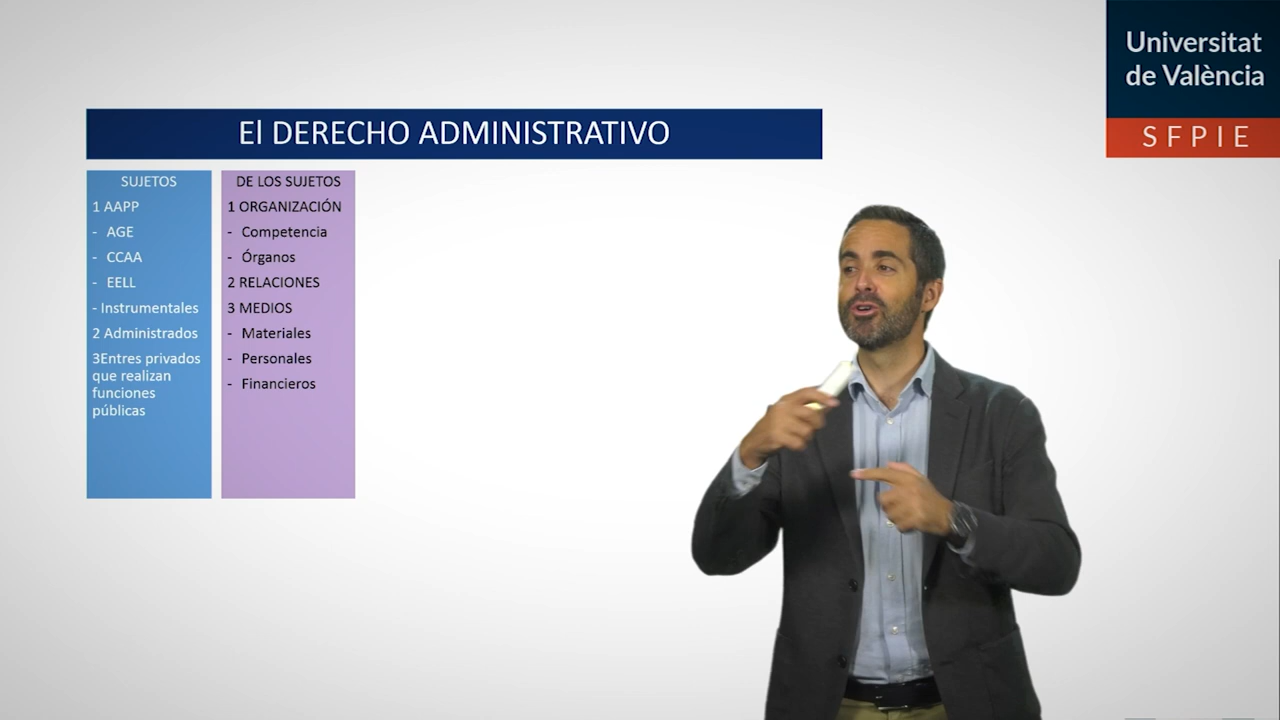 Universitat
de València
SFPIE
El DERECHO ADMINISTRATIVO
SUJETOS
1 AAPP
- AGE
- CCAA
- EELL
- Instrumentales
2 Administrados
3Entres privados
que realizan
funciones
públicas
DE LOS SUJETOS
1 ORGANIZACIÓN
- Competencia
- Órganos
2 RELACIONES
3 MEDIOS
- Materiales
- Personales
- Financieros